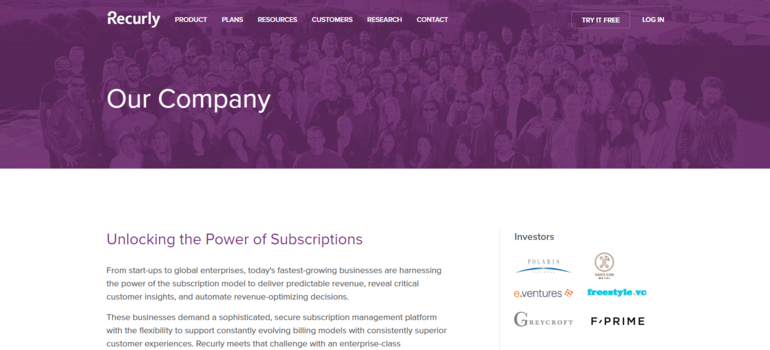 Recurly PRODUCT PLANS RESOURCES CUSTOMERS RESEARCH CONTACT TRY IT FREE LOG IN
Our Company
Unlocking the Power of Subscriptions
From start-ups to global enterprises, today's fastest-growing businesses are harnessing
the power of the subscription model to deliver predictable revenue, reveal critical
customer insights, and automate revenue-optimizing decisions.
These businesses demand a sophisticated, secure subscription management platform
with the flexibility to support constantly evolving billing models with consistently superior
customer experiences. Recurly meets that challenge with an enterprise-class
Investors
POLARIS
e.ventures
freestyle.vc
GREYCROFT
F-PRIME